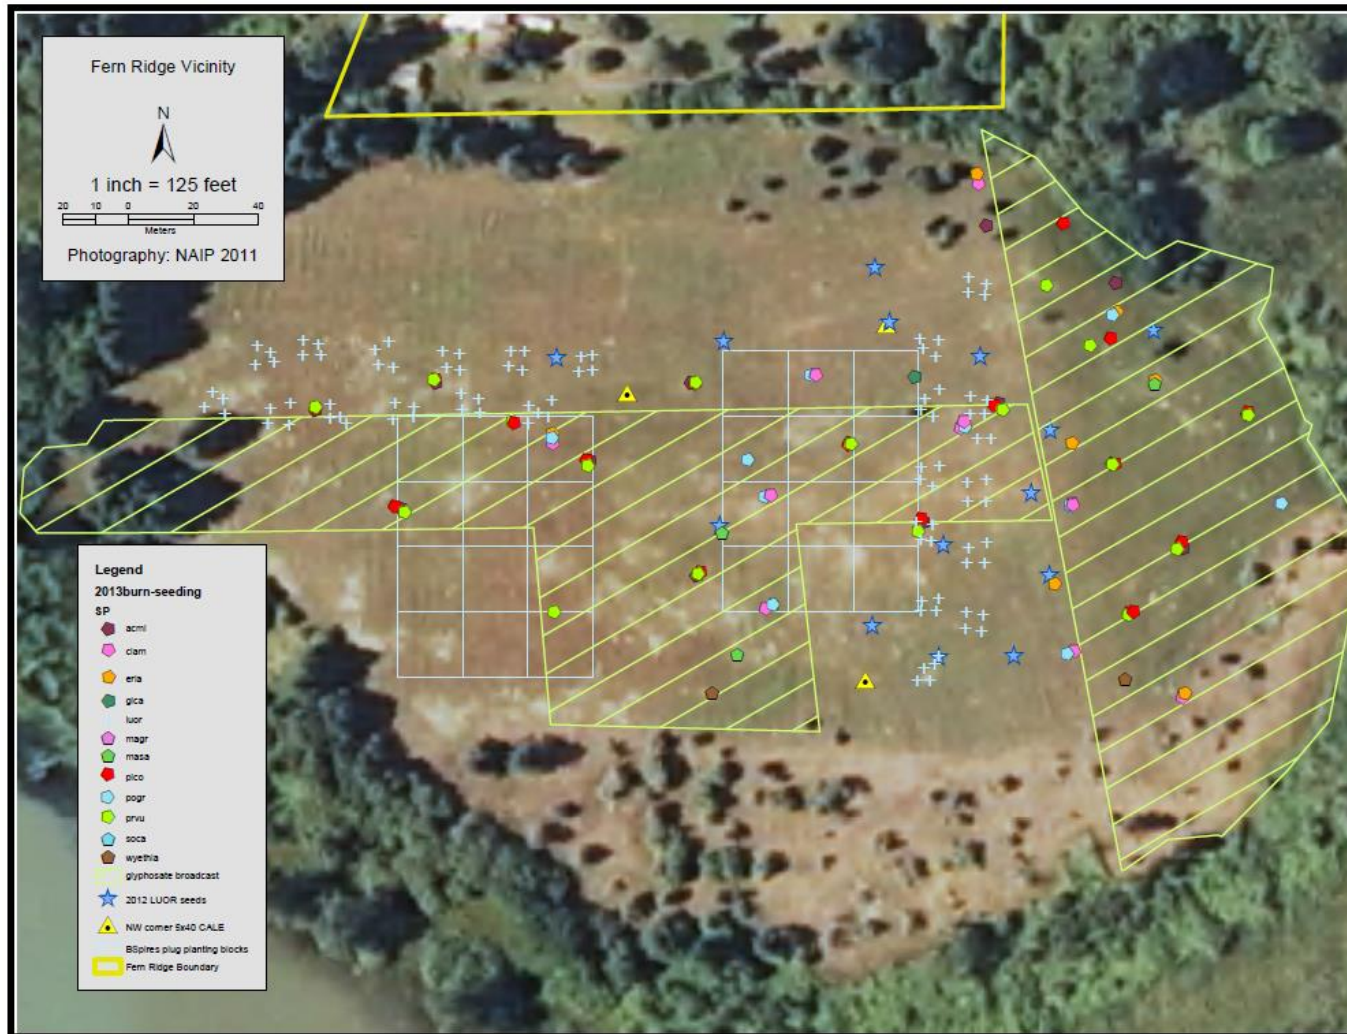 Fern Ridge Vicinity
N
1 inch = 125 feet
20 10 0 20 40
Meters
Photography: NAIP 2011
Legend
2013burn-seeding
SP
acmi
clam
erla
gica
luor
magr
masa
plco
pogr
prvu
soca
wyethia
glyphosate broadcast
2012 LUOR seeds
NW corner 5x40 CALE
BSpires plug planting blocks
Fern Ridge Boundary